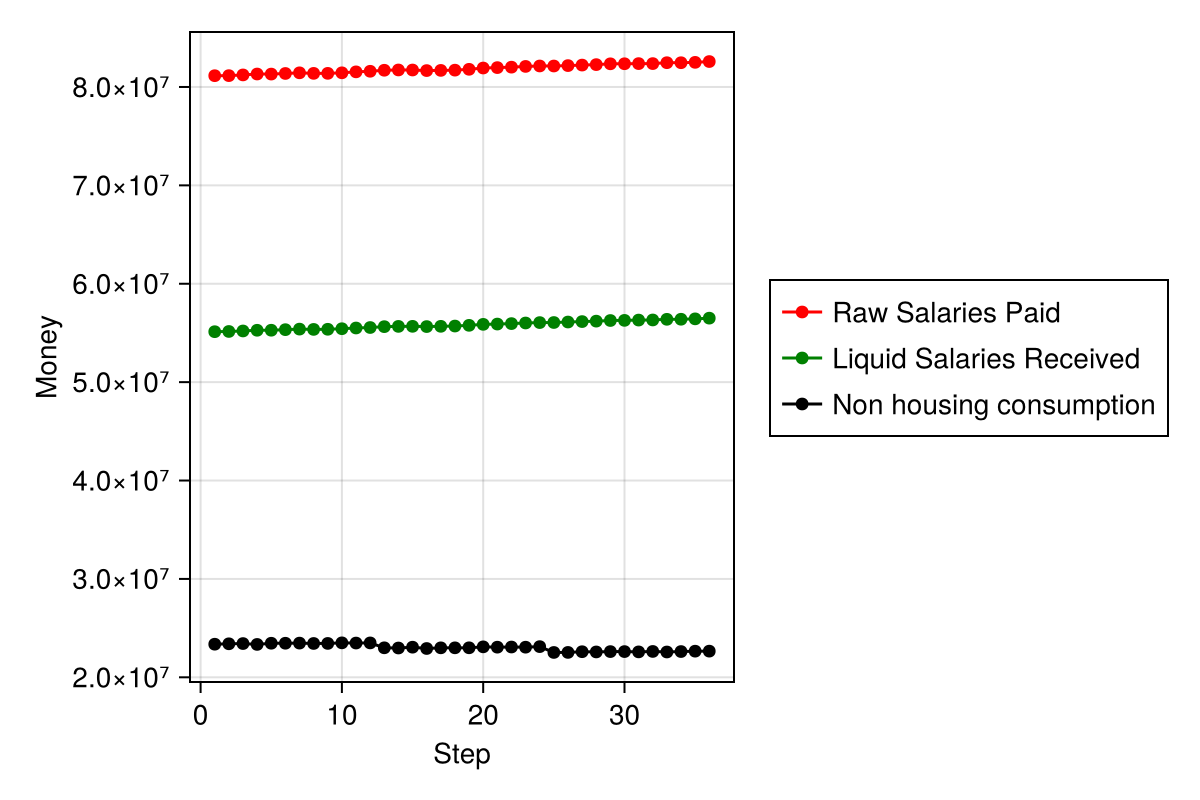 8.0×10⁷
7.0×10⁷
6.0×10⁷
5.0×10⁷
4.0×10⁷
3.0×10⁷
2.0×10⁷
Money
0 10 20 30
Step
Raw Salaries Paid
Liquid Salaries Received
Non housing consumption